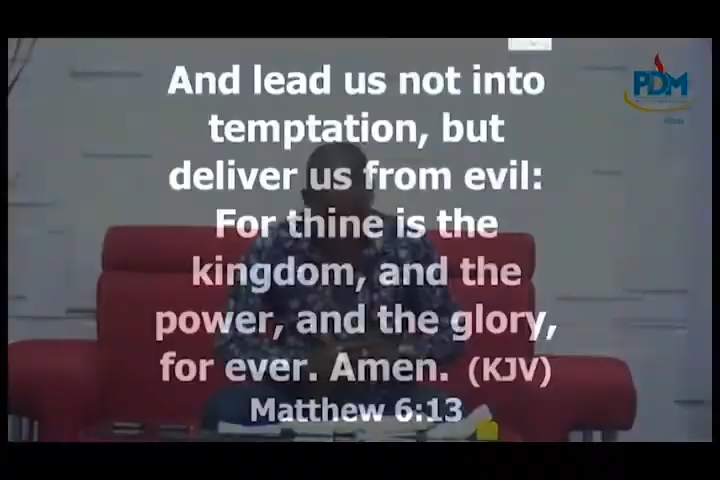 PDM
And lead us not into
temptation, but
deliver us from evil:
For thine is the
kingdom, and the
power, and the glory,
for ever. Amen. (KJV)
Matthew 6:13